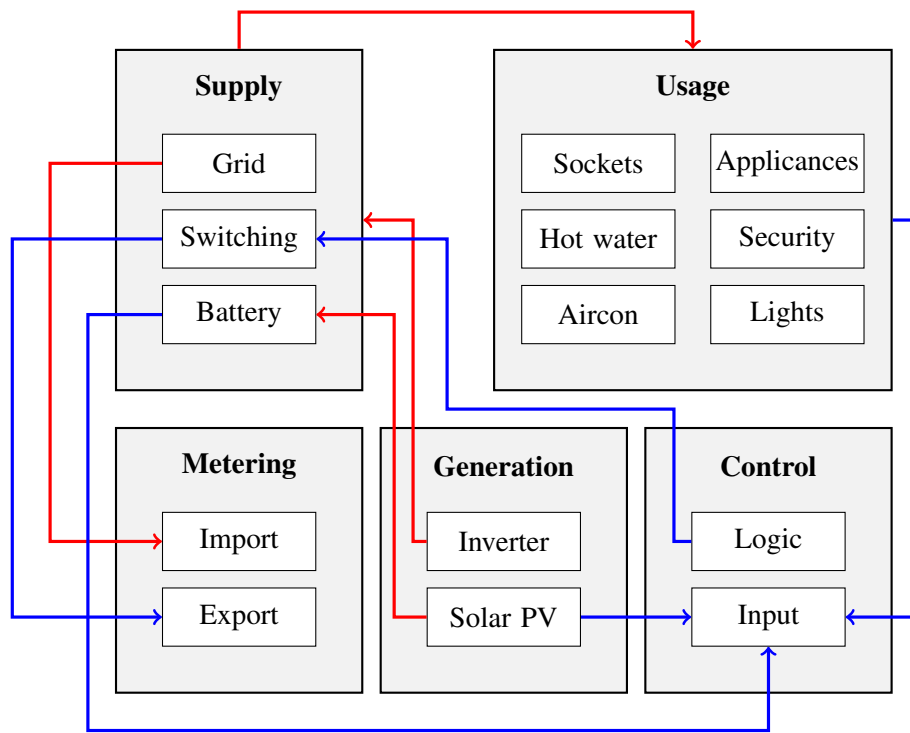 Supply
Grid
Switching
Battery
Usage
Sockets
Applicances
Hot water
Security
Aircon
Lights
Metering
Import
Export
Generation
Inverter
Solar PV
Control
Logic
Input